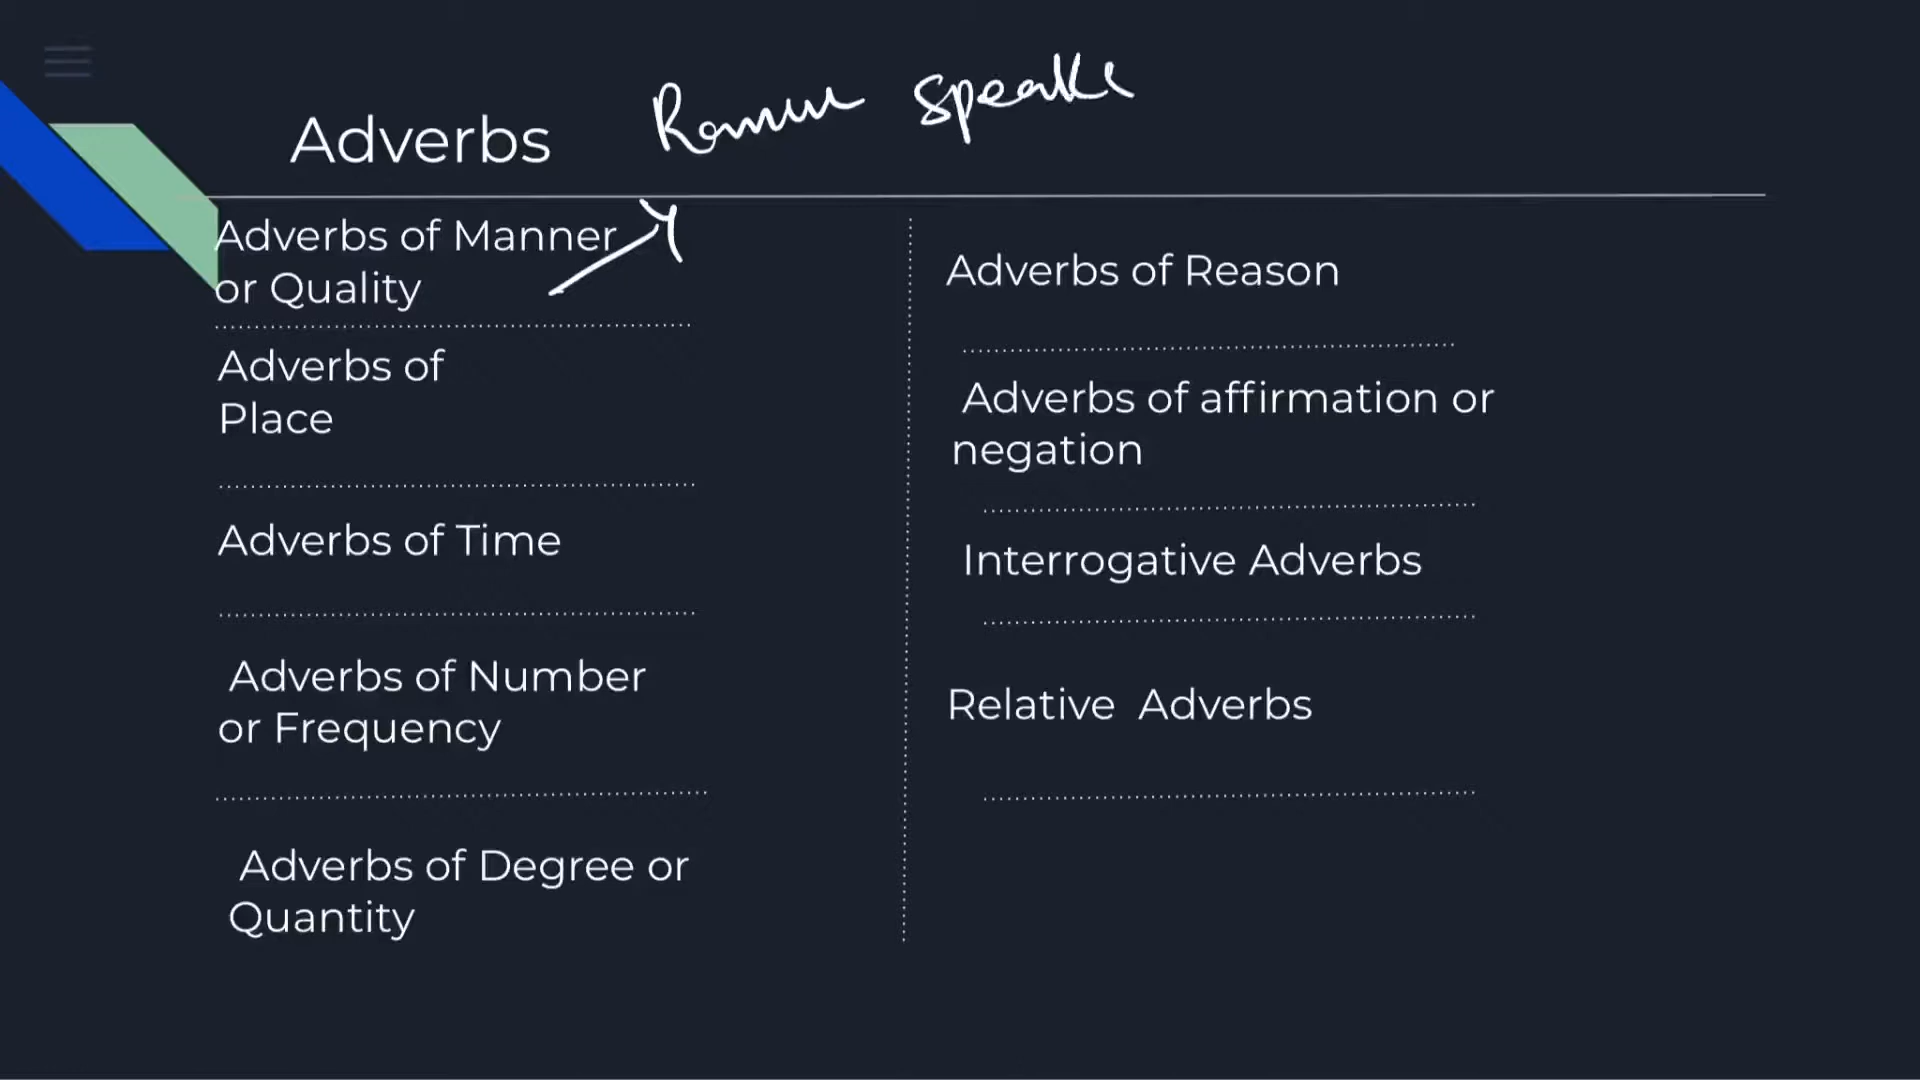 Adverbs
speaks
Adverbs of Manner
or Quality
Adverbs of
Place
Adverbs of Time
Adverbs of Number
or Frequency
Adverbs of Degree or
Quantity
Adverbs of Reason
Adverbs of affirmation or
negation
Interrogative Adverbs
Relative Adverbs